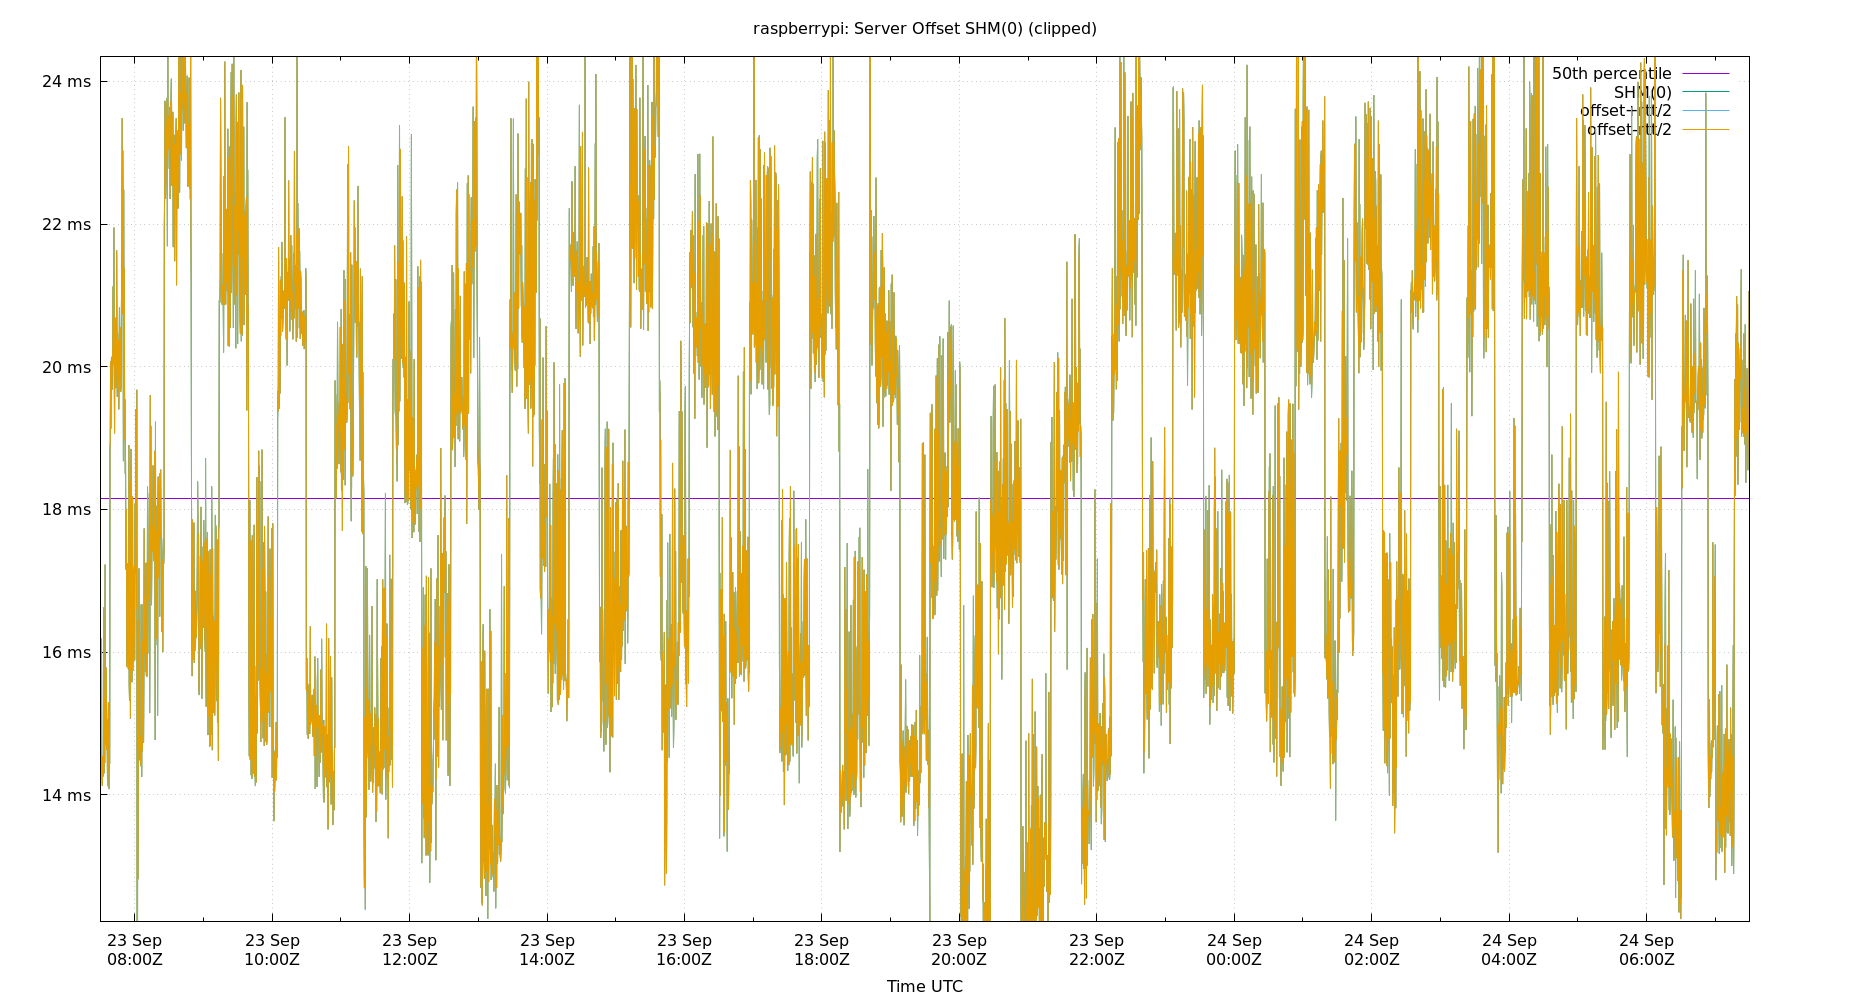 raspberrypi: Server Offset SHM(0) (clipped)
24 ms
22 ms
20 ms
18 ms
16 ms
14 ms
50th percentile
SHM(0)
offset+rtt/2
offset-rtt/2
23 Sep 23 Sep 23 Sep 23 Sep 23 Sep 23 Sep 23 Sep 23 Sep 24 Sep 24 Sep 24 Sep 24 Sep
08:00Z 10:00Z 12:00Z 14:00Z 16:00Z 18:00Z 20:00Z 22:00Z 00:00Z 02:00Z 04:00Z 06:00Z
Time UTC